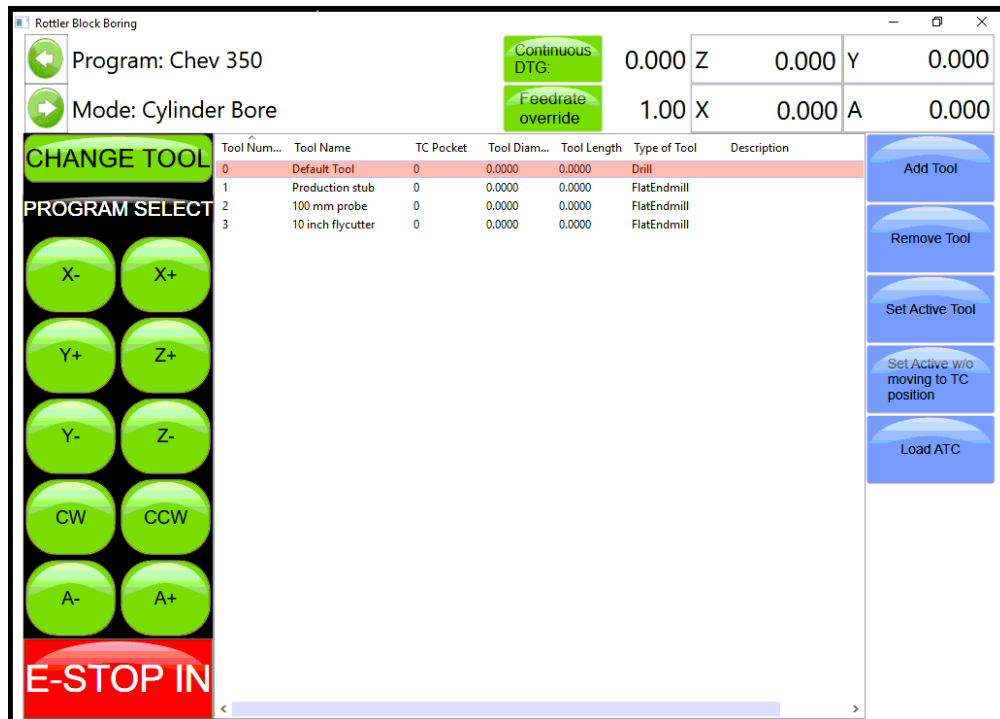 Rottler Block Boring
Program: Chev 350
Continuous DTG: 0.000 Z 0.000 Y 0.000
Mode: Cylinder Bore
Feedrate override 1.00 X 0.000 A 0.000
CHANGE TOOL
PROGRAM SELECT
X- X+
Y+ Z+
Y- Z-
CW CCW
A- A+
E-STOP IN
Tool Num... Tool Name TC Pocket Tool Diam... Tool Length Type of Tool Description
0 Default Tool 0 0.0000 0.0000 Drill
1 Production stub 0 0.0000 0.0000 FlatEndmill
2 100 mm probe 0 0.0000 0.0000 FlatEndmill
3 10 inch flycutter 0 0.0000 0.0000 FlatEndmill
Add Tool
Remove Tool
Set Active Tool
Set Active w/o
moving to TC
position
Load ATC